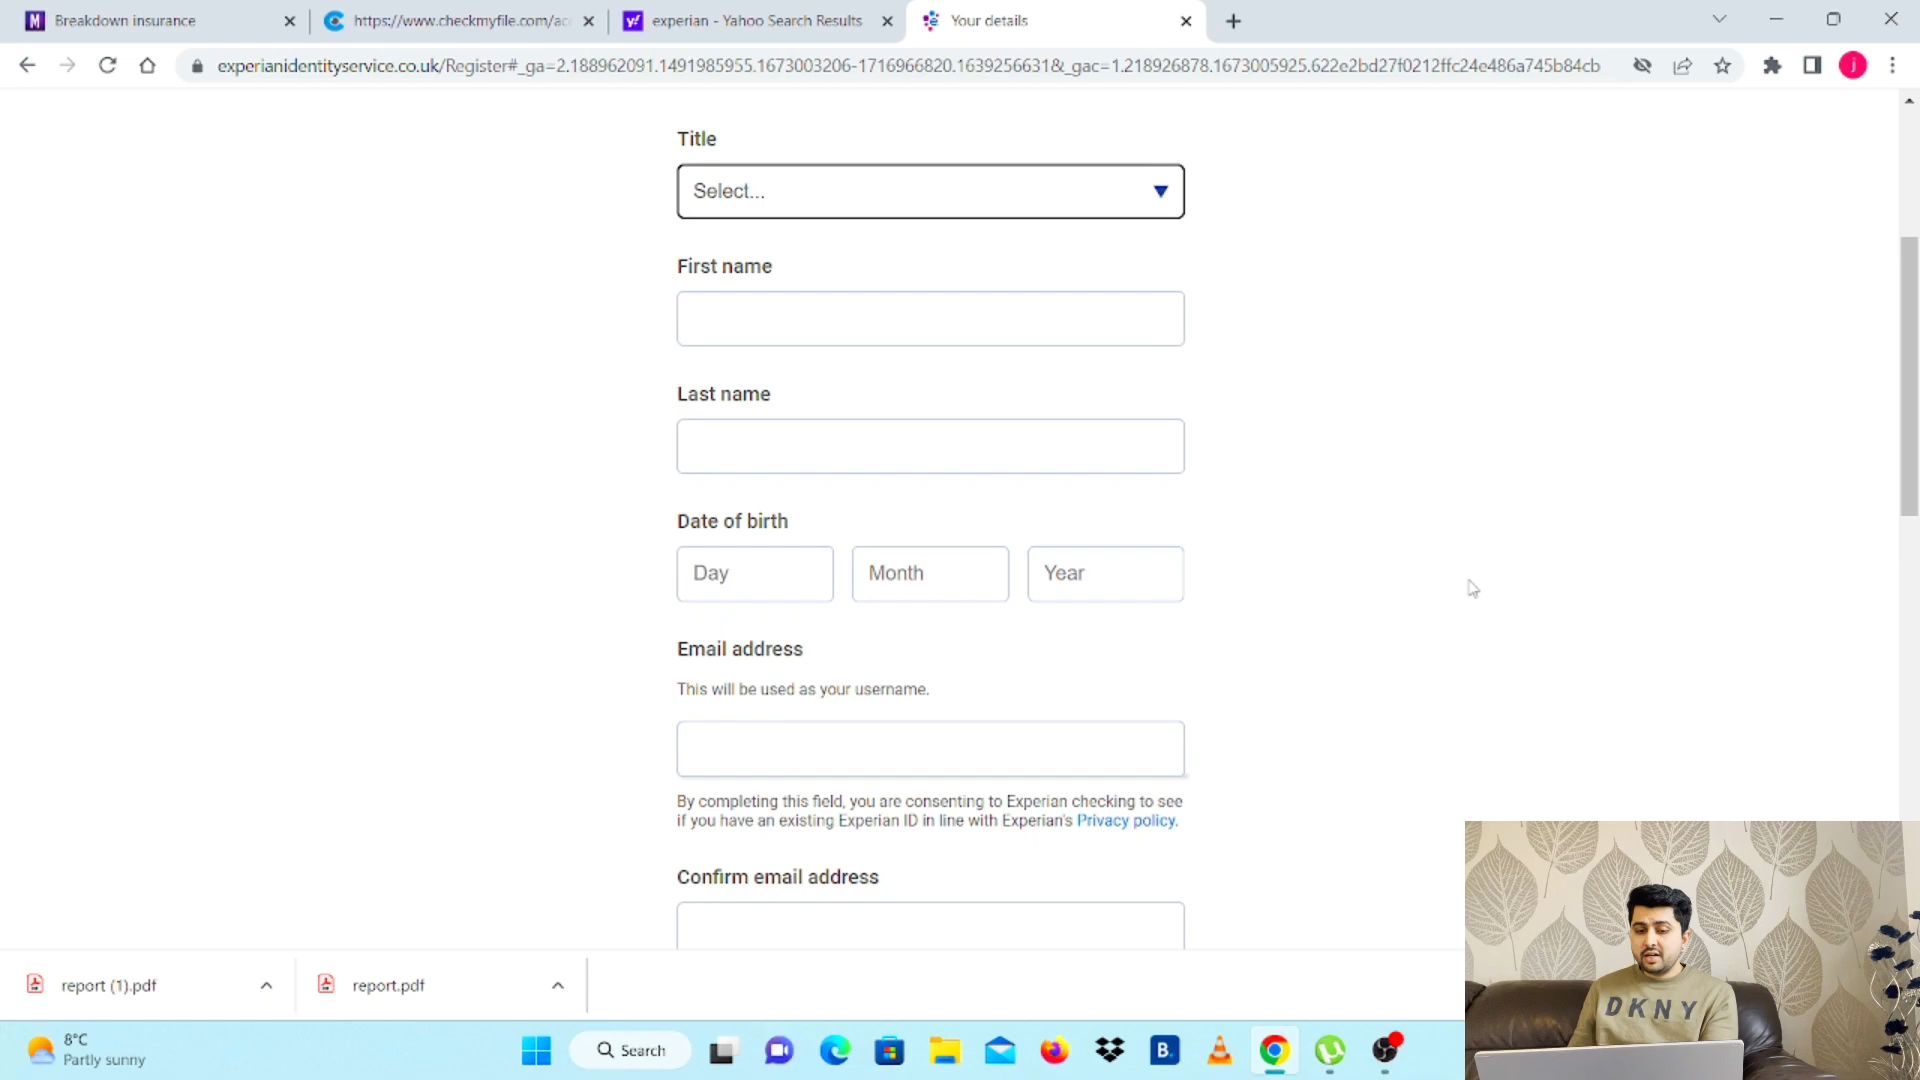 M Breakdown insurance
https://www.checkmyfile.com/ac
y! experian - Yahoo Search Results
Your details
experianidentityservice.co.uk/Register#_ga=2.188962091.1491985955.1673003206-1716966820.1639256631&_gac=1.218926878.1673005925.622e2bd27f0212ffc24e486a745b84cb
j
Title
Select...
First name
Last name
Date of birth
Day
Month
Year
Email address
This will be used as your username.
By completing this field, you are consenting to Experian checking to see
if you have an existing Experian ID in line with Experian's Privacy policy.
Confirm email address
report (1).pdf
report.pdf
DKNY
8°C
Partly sunny
Search
B.